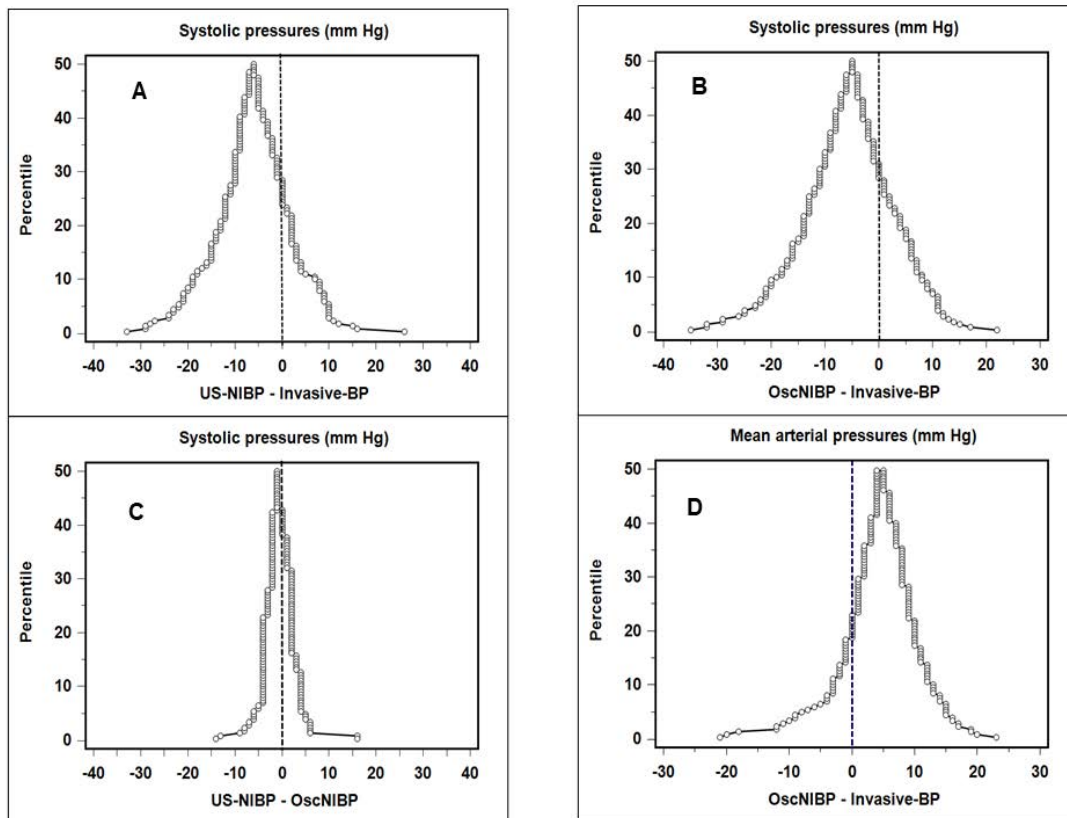 Systolic pressures (mm Hg)
A
Percentile
50
40
30
20
10
0
-40 -30 -20 -10 0 10 20 30 40
US-NIBP - Invasive-BP
Systolic pressures (mm Hg)
B
Percentile
50
40
30
20
10
0
-40 -30 -20 -10 0 10 20 30
OscNIBP - Invasive-BP
Systolic pressures (mm Hg)
C
Percentile
50
40
30
20
10
0
-40 -30 -20 -10 0 10 20 30 40
US-NIBP - OscNIBP
Mean arterial pressures (mm Hg)
D
Percentile
50
40
30
20
10
0
-30 -20 -10 0 10 20 30
OscNIBP - Invasive-BP